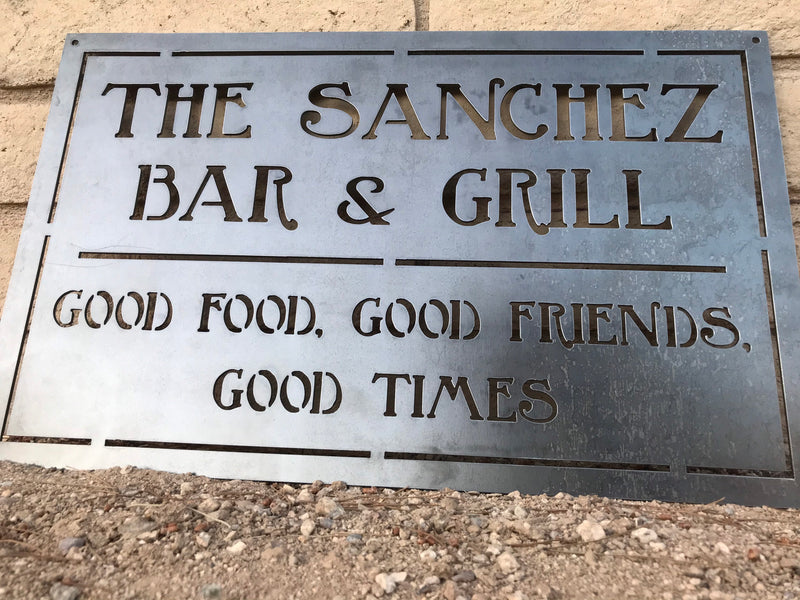 THE SANCHEZ
BAR & GRILL
GOOD FOOD, GOOD FRIENDS,
GOOD TIMES